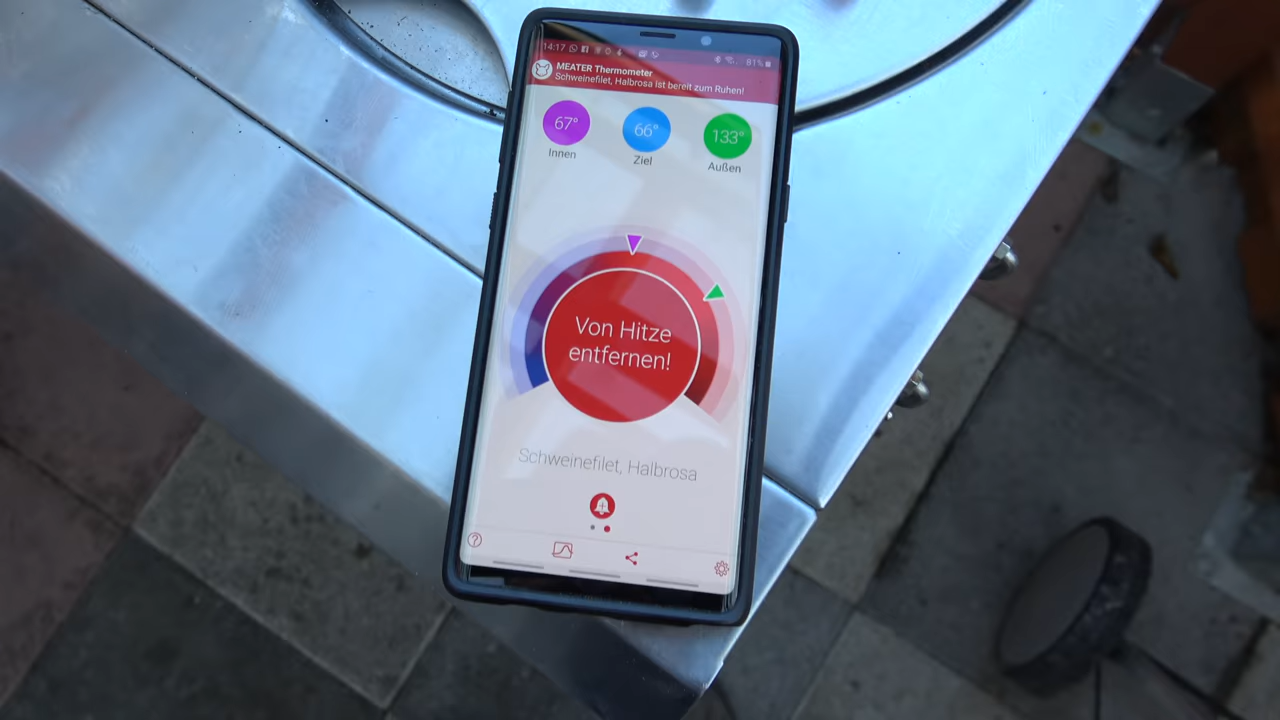 14:17
81%
MEATER Thermometer
Schweinefilet, Halbrosa ist bereit zum Ruhen!
67° 66° 133°
Innen Ziel Außen
Von Hitze
entfernen!
Schweinefilet, Halbrosa
?